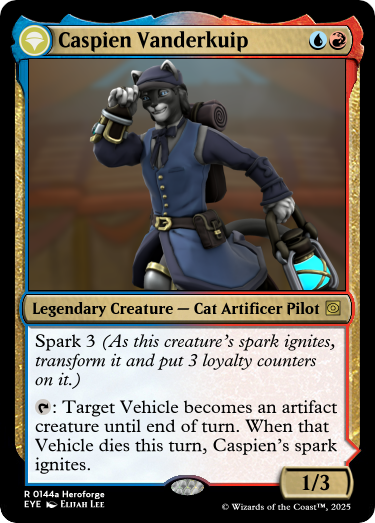 Caspien Vanderkuip
Legendary Creature — Cat Artificer Pilot
Spark 3 (As this creature's spark ignites,
transform it and put 3 loyalty counters
on it.)
: Target Vehicle becomes an artifact
creature until end of turn. When that
Vehicle dies this turn, Caspien's spark
ignites.
1/3
R 0144a Heroforge
EYE Elijah Lee
© Wizards of the Coast™, 2025